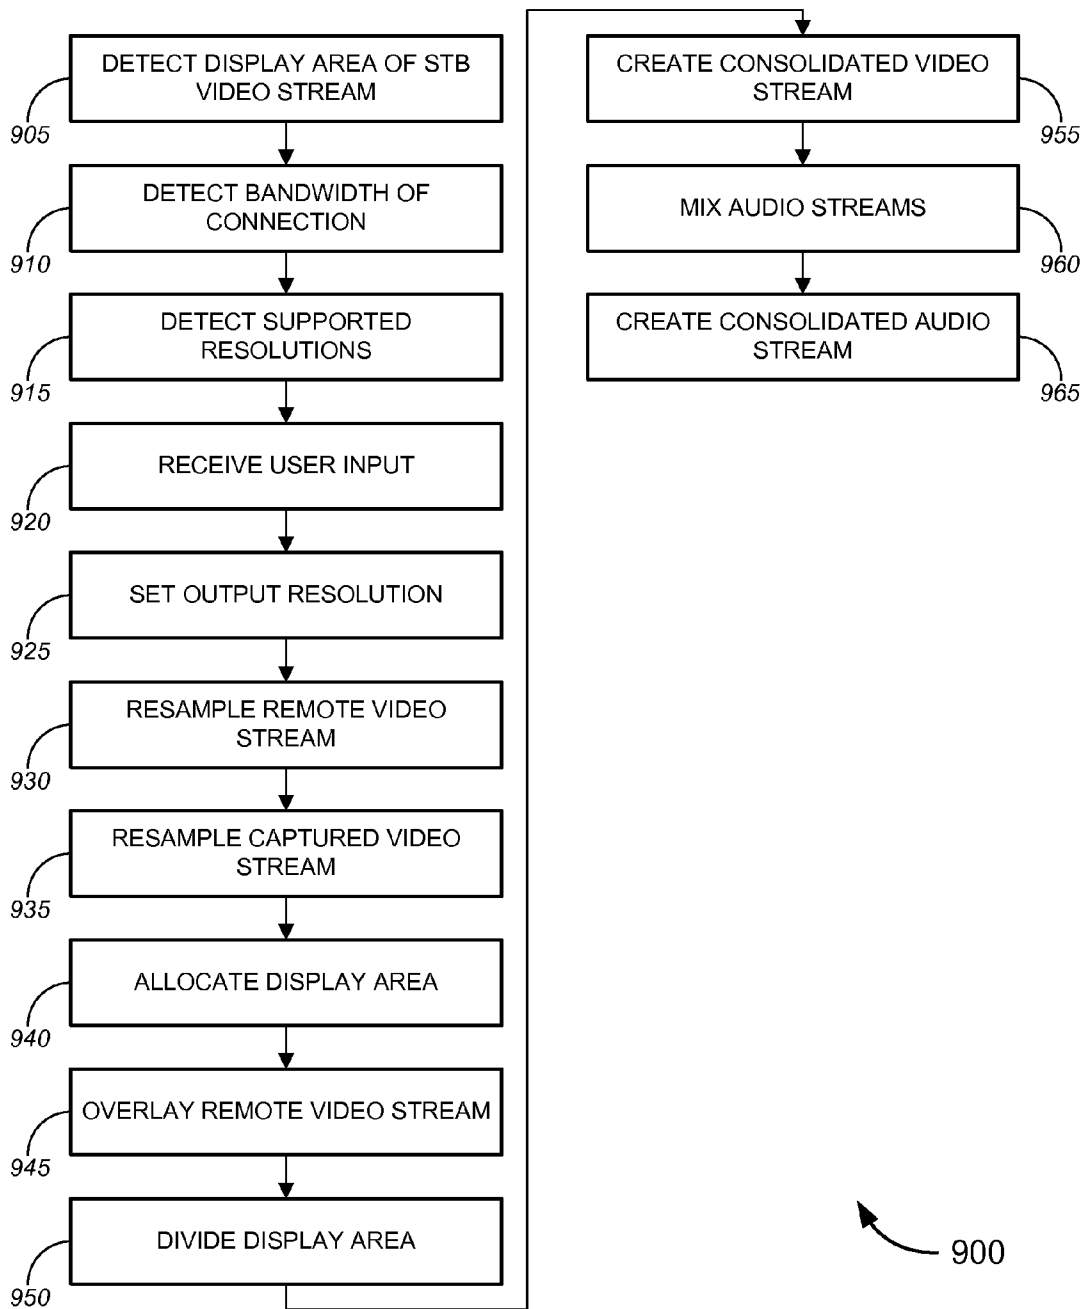 DETECT DISPLAY AREA OF STB
VIDEO STREAM
905
DETECT BANDWIDTH OF
CONNECTION
910
DETECT SUPPORTED
RESOLUTIONS
915
RECEIVE USER INPUT
920
SET OUTPUT RESOLUTION
925
RESAMPLE REMOTE VIDEO
STREAM
930
RESAMPLE CAPTURED VIDEO
STREAM
935
ALLOCATE DISPLAY AREA
940
OVERLAY REMOTE VIDEO STREAM
945
DIVIDE DISPLAY AREA
950
CREATE CONSOLIDATED VIDEO
STREAM
955
MIX AUDIO STREAMS
960
CREATE CONSOLIDATED AUDIO
STREAM
965
900